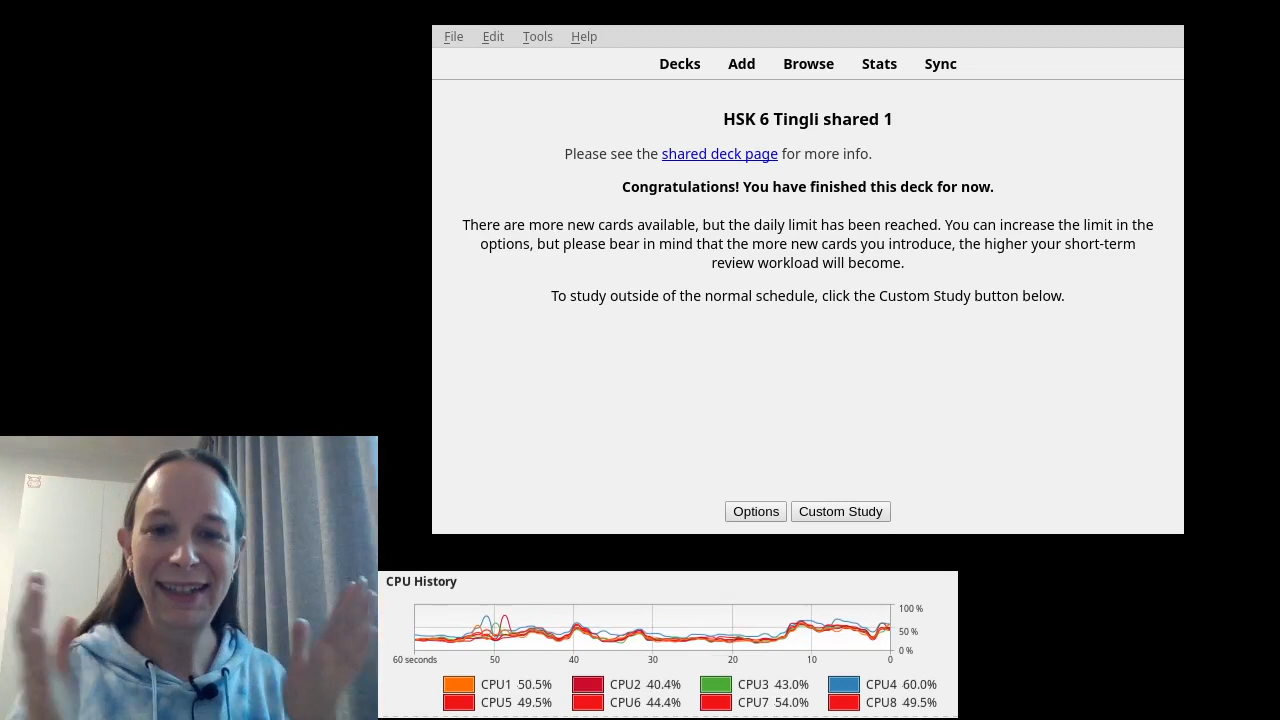 File Edit Tools Help
Decks Add Browse Stats Sync
HSK 6 Tingli shared 1
Please see the shared deck page for more info.
Congratulations! You have finished this deck for now.
There are more new cards available, but the daily limit has been reached. You can increase the limit in the
options, but please bear in mind that the more new cards you introduce, the higher your short-term
review workload will become.
To study outside of the normal schedule, click the Custom Study button below.
Options Custom Study
CPU History
100 %
50 %
0 %
60 seconds 50 40 30 20 10 0
CPU1 50.5% CPU2 40.4% CPU3 43.0% CPU4 60.0%
CPU5 49.5% CPU6 44.4% CPU7 54.0% CPU8 49.5%